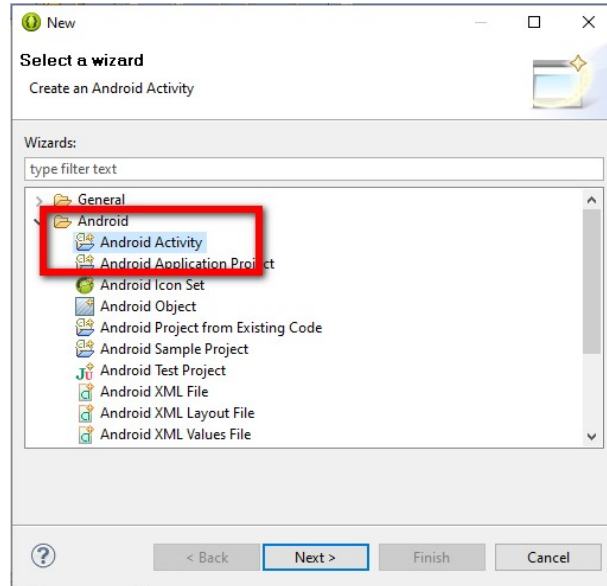 New
Select a wizard
Create an Android Activity
Wizards:
type filter text
General
Android
Android Activity
Android Application Project
Android Icon Set
Android Object
Android Project from Existing Code
Android Sample Project
Ju Android Test Project
Android XML File
Android XML Layout File
Android XML Values File
? < Back Next > Finish Cancel